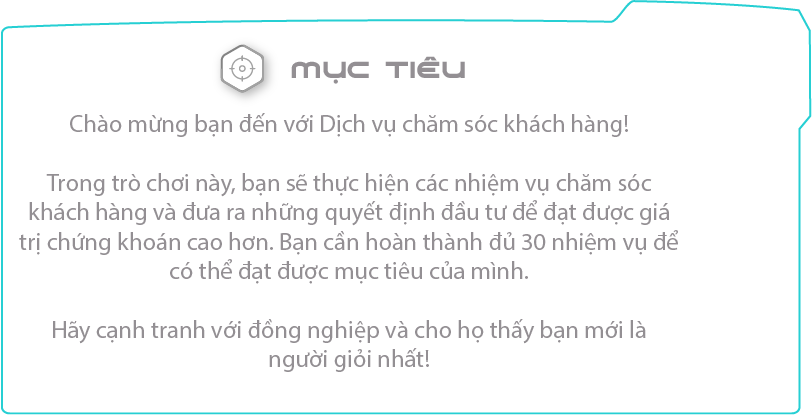 MỤC TIÊU
Chào mừng bạn đến với Dịch vụ chăm sóc khách hàng!
Trong trò chơi này, bạn sẽ thực hiện các nhiệm vụ chăm sóc
khách hàng và đưa ra những quyết định đầu tư để đạt được giá
trị chứng khoán cao hơn. Bạn cần hoàn thành đủ 30 nhiệm vụ để
có thể đạt được mục tiêu của mình.
Hãy cạnh tranh với đồng nghiệp và cho họ thấy bạn mới là
người giỏi nhất!